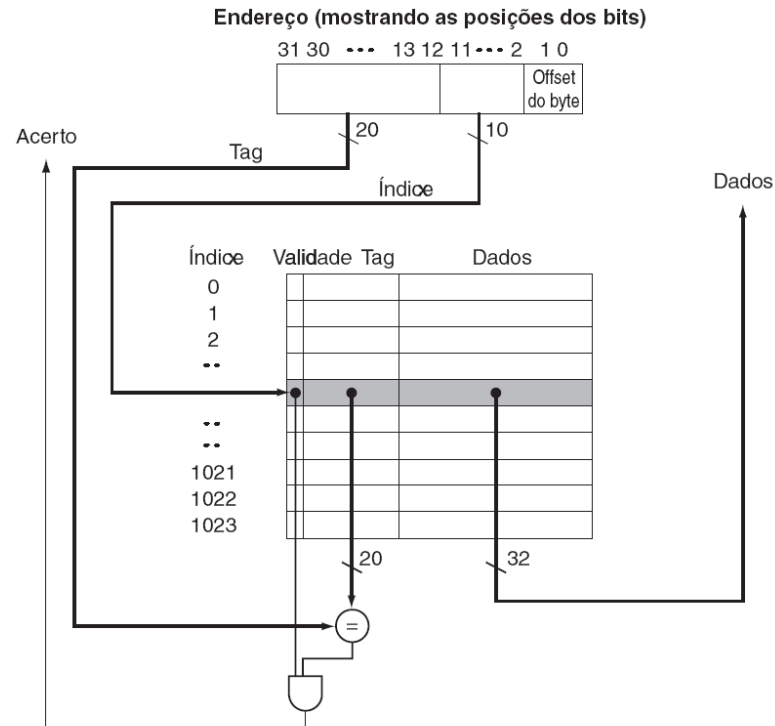 Endereço (mostrando as posições dos bits)
31 30 ••• 13 12 11 ••• 2 1 0
Offset
do byte
20
10
Acerto
Tag
Índice
Dados
Índice Validade Tag Dados
0
1
2
••
••
••
1021
1022
1023
20
32
=